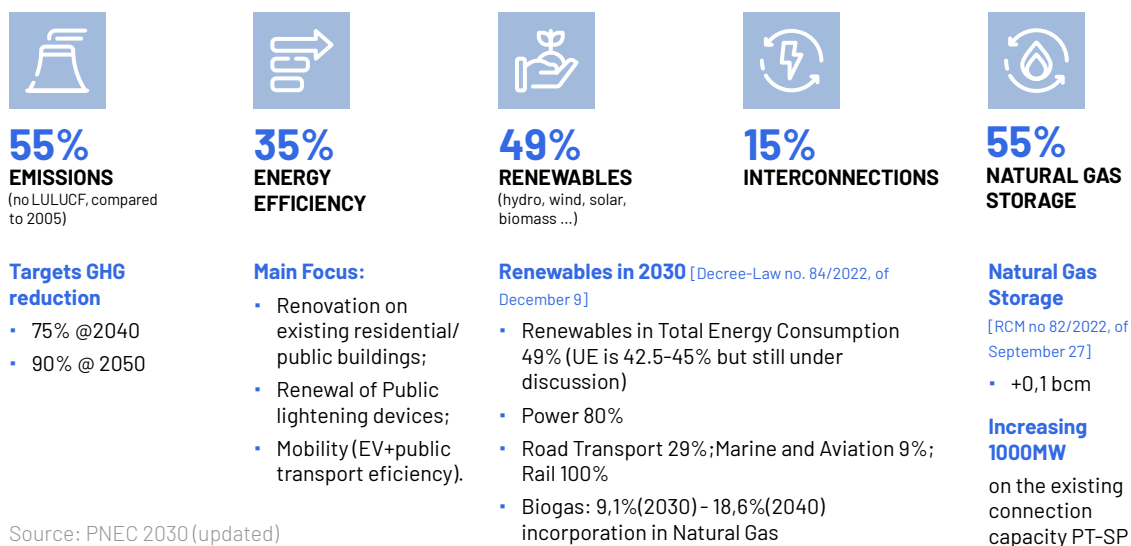 55%
EMISSIONS
(no LULUCF, compared
to 2005)
35%
ENERGY
EFFICIENCY
49%
RENEWABLES
(hydro, wind, solar,
biomass ...)
15%
INTERCONNECTIONS
55%
NATURAL GAS
STORAGE
Targets GHG
reduction
▪ 75% @2040
▪ 90% @ 2050
Main Focus:
▪ Renovation on
existing residential/
public buildings;
▪ Renewal of Public
lightening devices;
▪ Mobility (EV+public
transport eficiency).
Renewables in 2030 [Decree-Law no. 84/2022, of
December 9]
▪ Renewables in Total Energy Consumption
49% (UE is 42.5-45% but still under
discussion)
▪ Power 80%
▪ Road Transport 29%;Marine and Aviation 9%;
Rail 100%
▪ Biogas: 9,1%(2030) - 18,6%(2040)
incorporation in Natural Gas
Natural Gas
Storage
[RCM no 82/2022, of
September 27]
▪ +0,1 bcm
Increasing
1000MW
on the existing
connection
capacity PT-SP
Source: PNEC 2030 (updated)